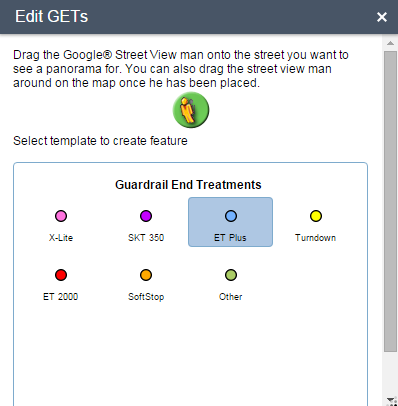 Edit GETs
Drag the Google® Street View man onto the street you want to
see a panorama for. You can also drag the street view man
around on the map once he has been placed.
Select template to create feature
Guardrail End Treatments
X-Lite SKT 350 ET Plus Turndown
ET 2000 SoftStop Other